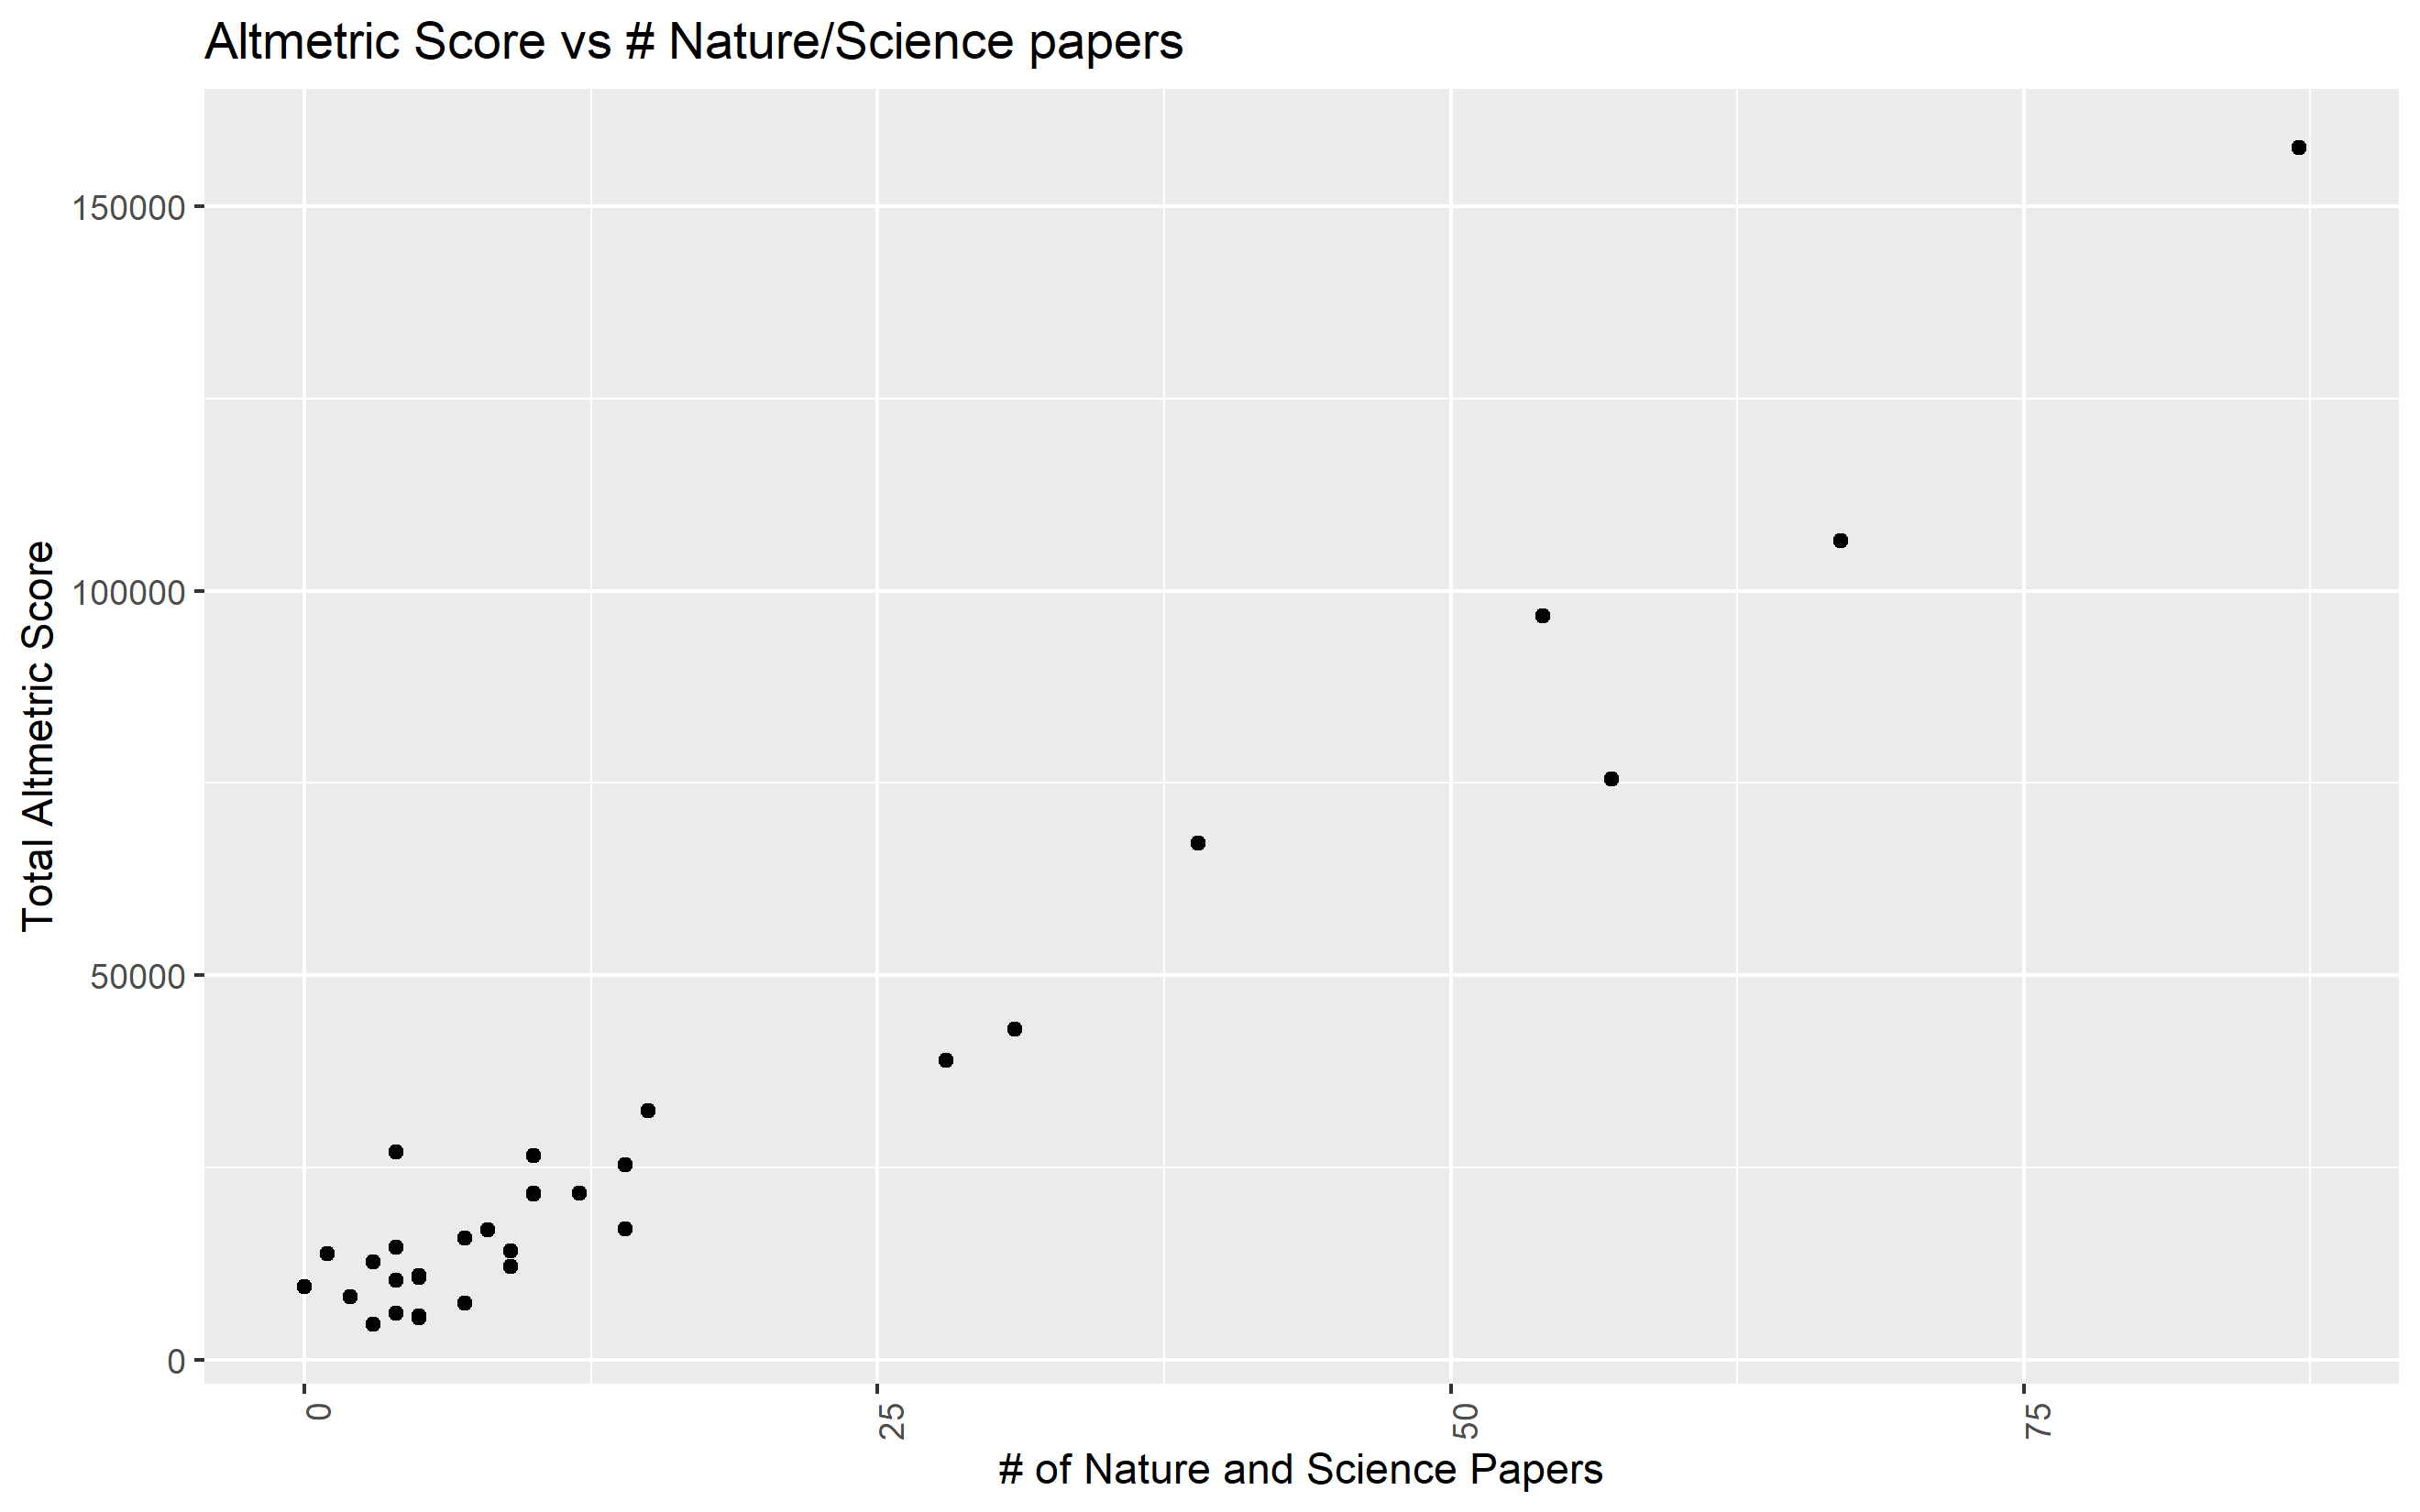 Altmetric Score vs # Nature/Science papers
Total Altmetric Score
150000
100000
50000
0
0
25
50
75
# of Nature and Science Papers